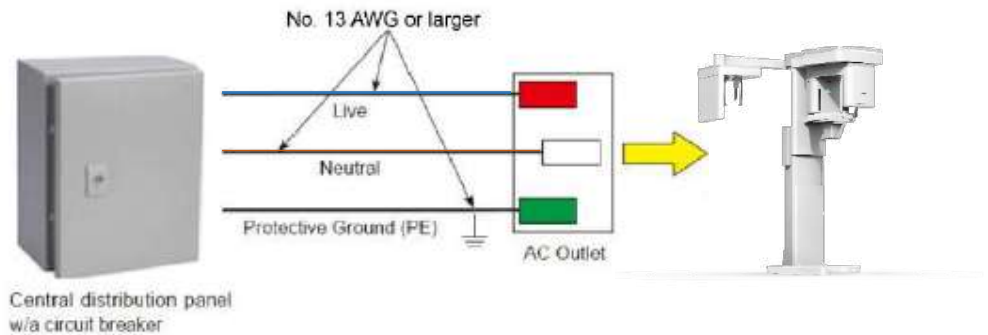 No. 13 AWG or larger
Live
Neutral
Protective Ground (PE)
AC Outlet
Central distribution panel
w/a circuit breaker